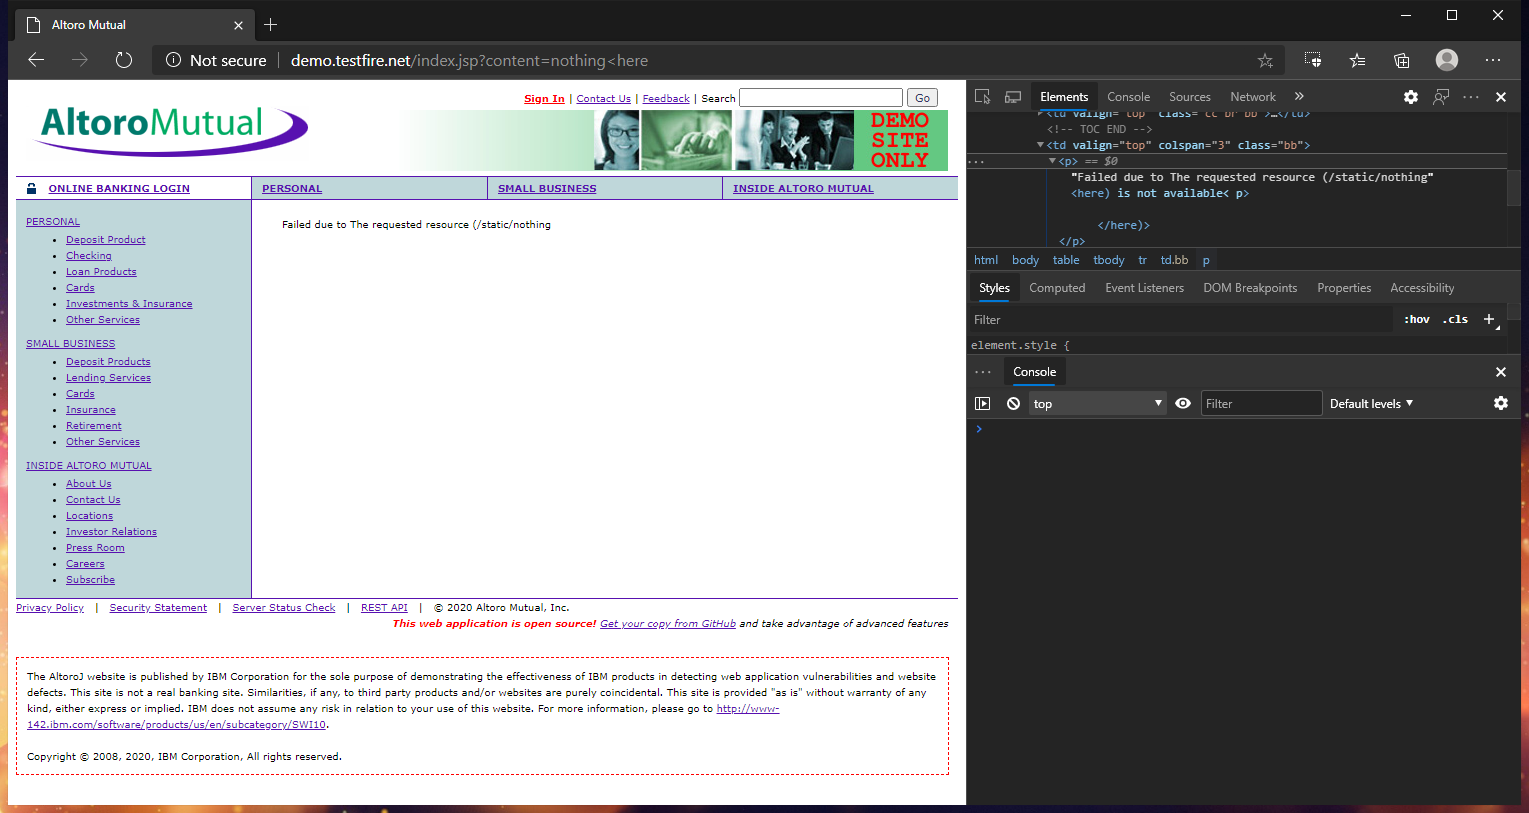 Altoro Mutual
Not secure | demo.testfire.net/index.jsp?content=nothing<here
Sign In | Contact Us | Feedback | Search
Go
AltoroMutual
DEMO
SITE
ONLY
ONLINE BANKING LOGIN
PERSONAL
SMALL BUSINESS
INSIDE ALTORO MUTUAL
PERSONAL
Deposit Product
Checking
Loan Products
Cards
Investments & Insurance
Other Services
SMALL BUSINESS
Deposit Products
Lending Services
Cards
Insurance
Retirement
Other Services
INSIDE ALTORO MUTUAL
About Us
Contact Us
Locations
Investor Relations
Press Room
Careers
Subscribe
Failed due to The requested resource (/static/nothing
Privacy Policy | Security Statement | Server Status Check | REST API | © 2020 Altoro Mutual, Inc.
This web application is open source! Get your copy from GitHub and take advantage of advanced features
The AltoroJ website is published by IBM Corporation for the sole purpose of demonstrating the effectiveness of IBM products in detecting web application vulnerabilities and website
defects. This site is not a real banking site. Similarities, if any, to third party products and/or websites are purely coincidental. This site is provided "as is" without warranty of any
kind, either express or implied. IBM does not assume any risk in relation to your use of this website. For more information, please go to http://www-
142.ibm.com/software/products/us/en/subcategory/SWI10.
Copyright © 2008, 2020, IBM Corporation, All rights reserved.
Elements Console Sources Network »
<td valign="top" class="cc br bb">…</td>
<!-- TOC END -->
<td valign="top" colspan="3" class="bb">
<p> == $0
"Failed due to The requested resource (/static/nothing"
<here) is not available< p>
</here)>
</p>
html body table tbody tr td.bb p
Styles Computed Event Listeners DOM Breakpoints Properties Accessibility
Filter
:hov .cls +
element.style {
Console
top
Filter
Default levels